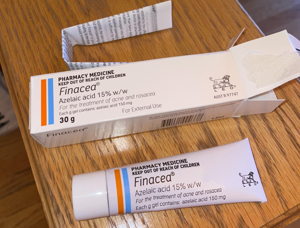 PHARMACY MEDICINE
KEEP OUT OF REACH OF CHILDREN
Finacea®
Azelaic acid 15% w/w
For the treatment of acne and rosacea
Each g gel contains: azelaic acid 150 mg
30 g
For External Use
Finacea®
PHARMACY MEDICINE
KEEP OUT OF REACH OF CHILDREN
Finacea®
Azelaic acid 15% w/w
For the treatment of acne and rosacea
Each g gel contains: azelaic acid 150 mg